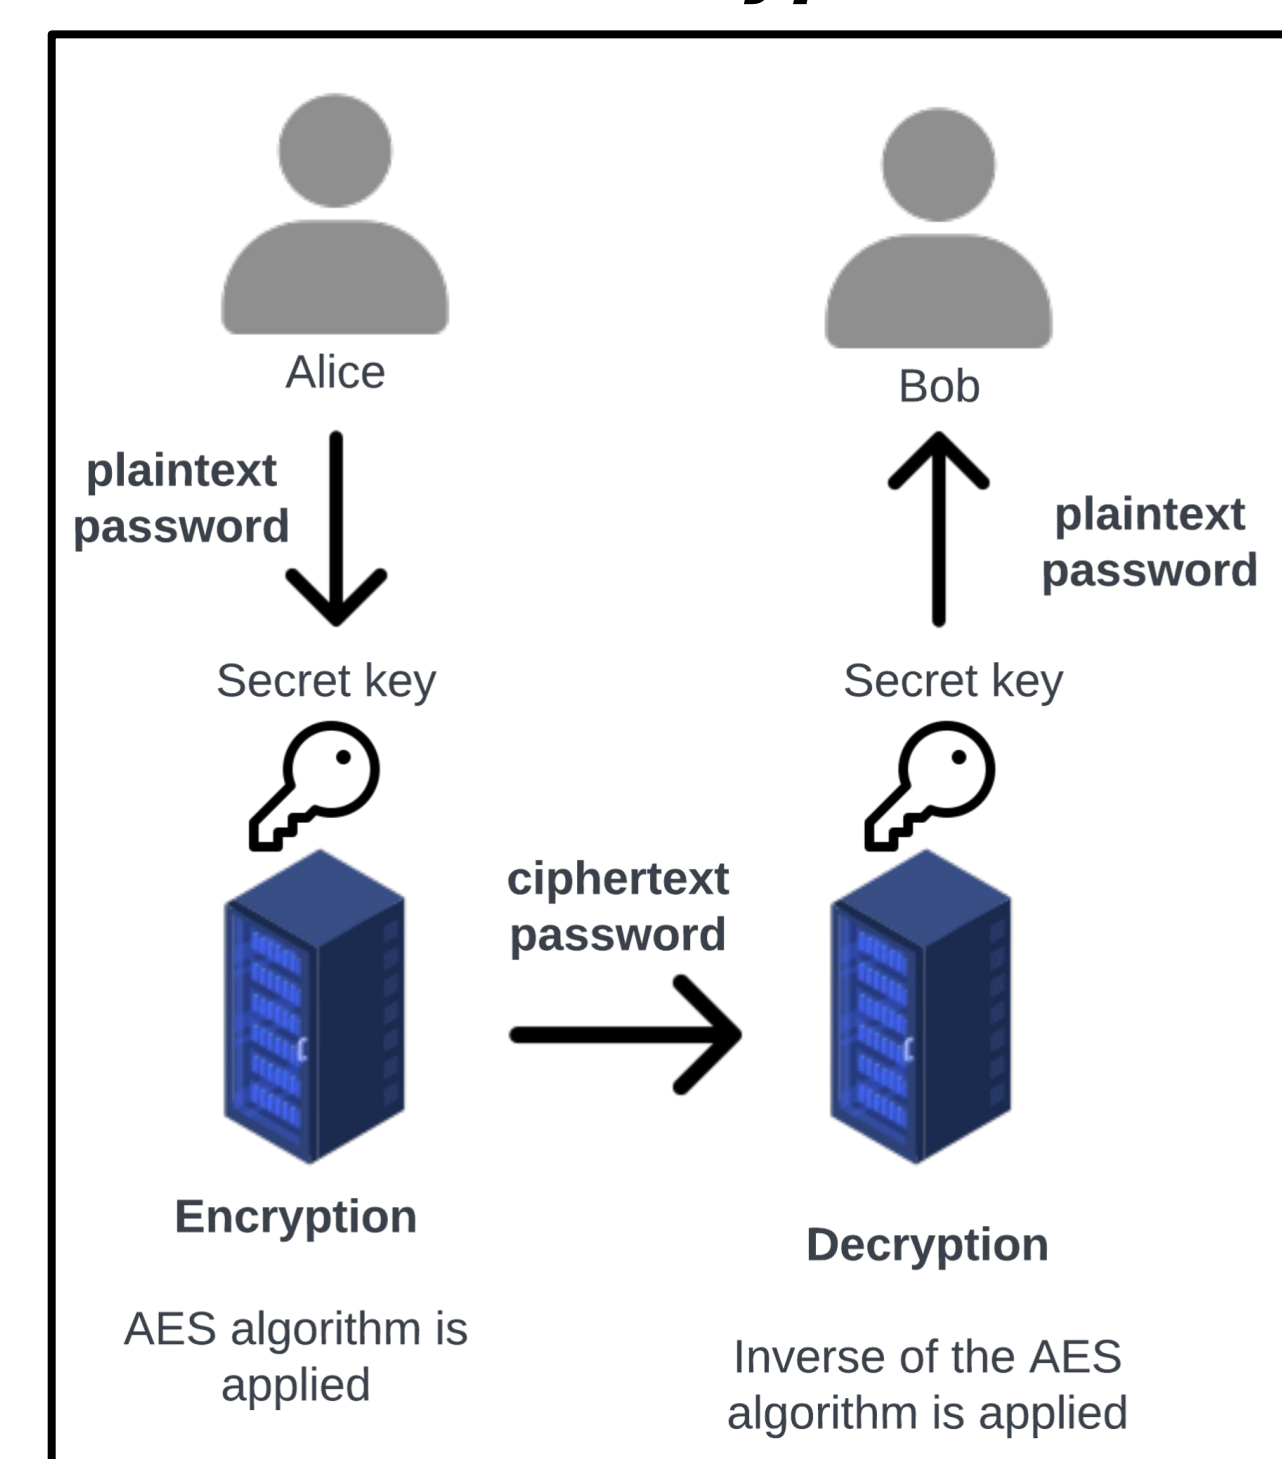 Alice
Bob
plaintext
password
plaintext
password
Secret key
Secret key
ciphertext
password
Encryption
Decryption
AES algorithm is
applied
Inverse of the AES
algorithm is applied